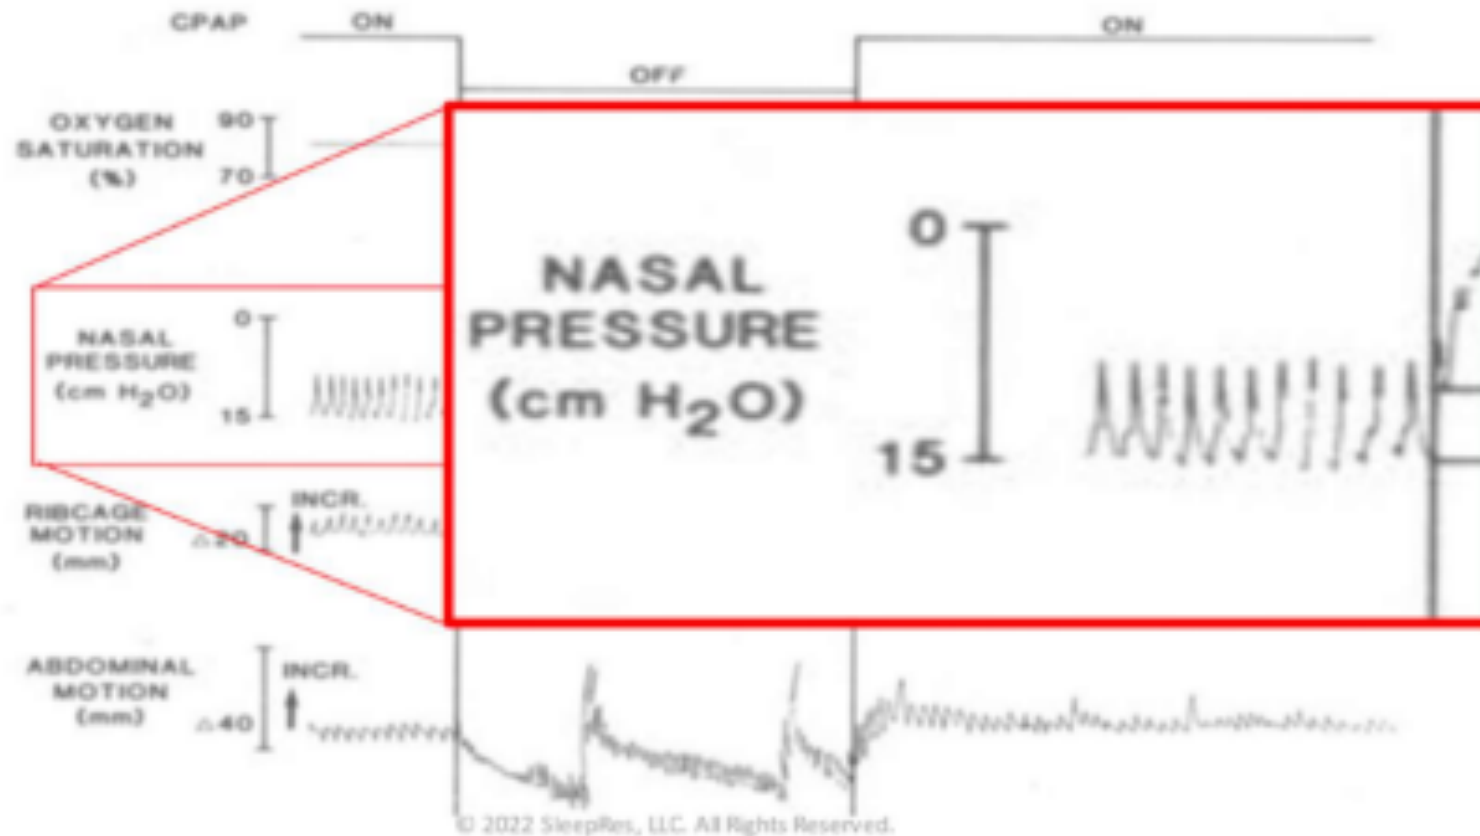 CPAP
ON
OFF
ON
OXYGEN
SATURATION
(%)
90
70
NASAL
PRESSURE
(cm H2O)
0
15
NASAL
PRESSURE
(cm H2O)
0
15
RIBCAGE
MOTION
(mm)
△20
INCR.
ABDOMINAL
MOTION
(mm)
△40
INCR.
© 2022 SleepRes, LLC. All Rights Reserved.